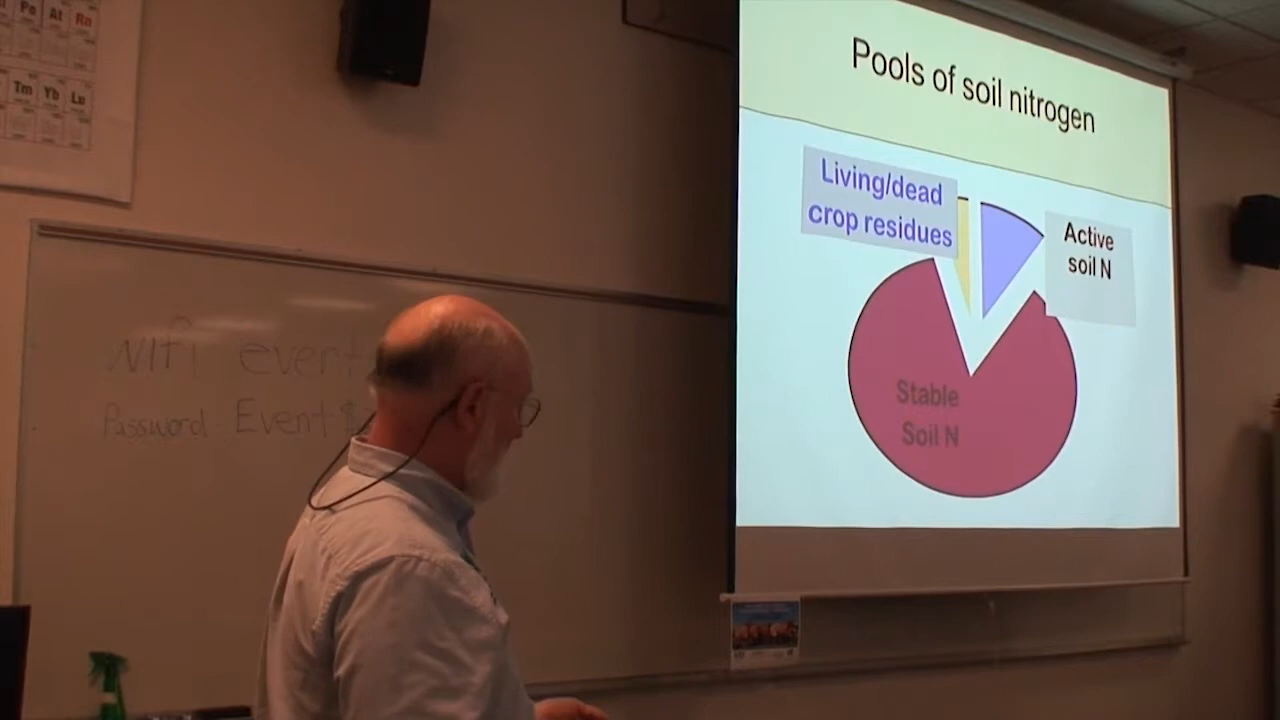 Po At Rn
Tm Yb Lu
Pools of soil nitrogen
Living/dead
crop residues
Active
soil N
Stable
Soil N
event
Password Event